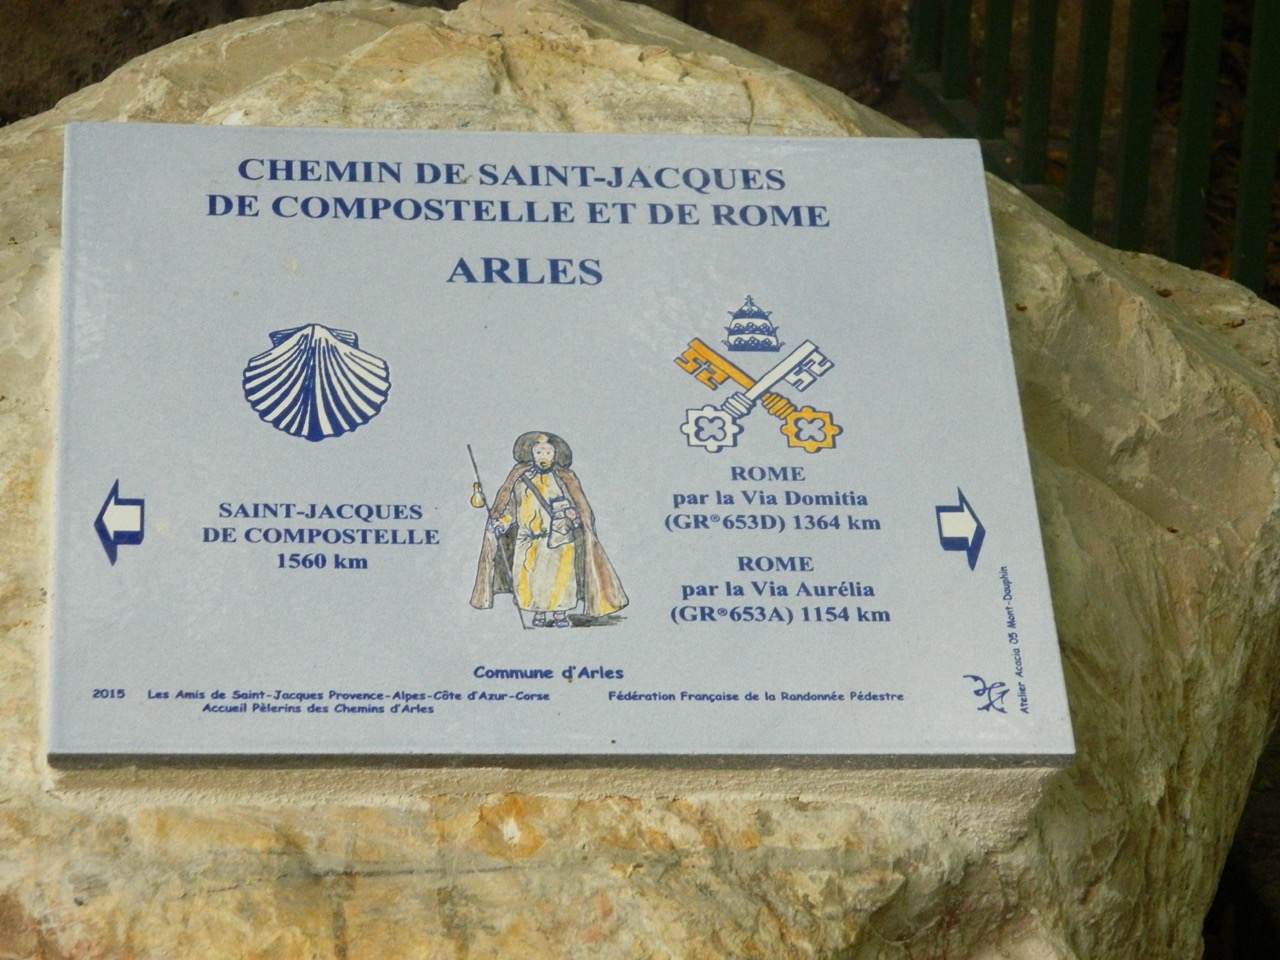 CHEMIN DE SAINT-JACQUES
DE COMPOSTELLE ET DE ROME
ARLES
SAINT-JACQUES
DE COMPOSTELLE
1560 km
ROME
par la Via Domitia
(GR®653D) 1364 km
ROME
par la Via Aurélia
(GR®653A) 1154 km
Commune d'Arles
2015 Les Amis de Saint-Jacques Provence-Alpes-Côte d'Azur-Corse
Accueil Pèlerins des Chemins d'Arles
Fédération Française de la Randonnée Pédestre
Atelier Acacia 05 Mont-Dauphin